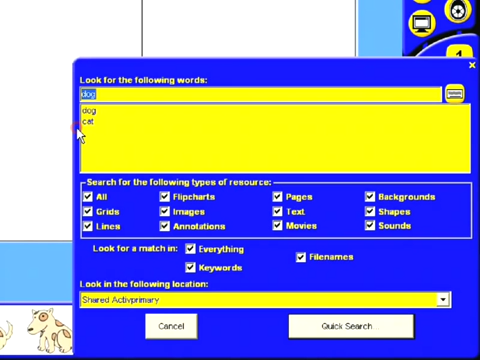 1
Look for the following words:
dog
dog
cat
Search for the following types of resource:
All Flipcharts Pages Backgrounds
Grids Images Text Shapes
Lines Annotations Movies Sounds
Look for a match in: Everything
Filenames
Keywords
Look in the following location:
Shared Activprimary
Cancel Quick Search...